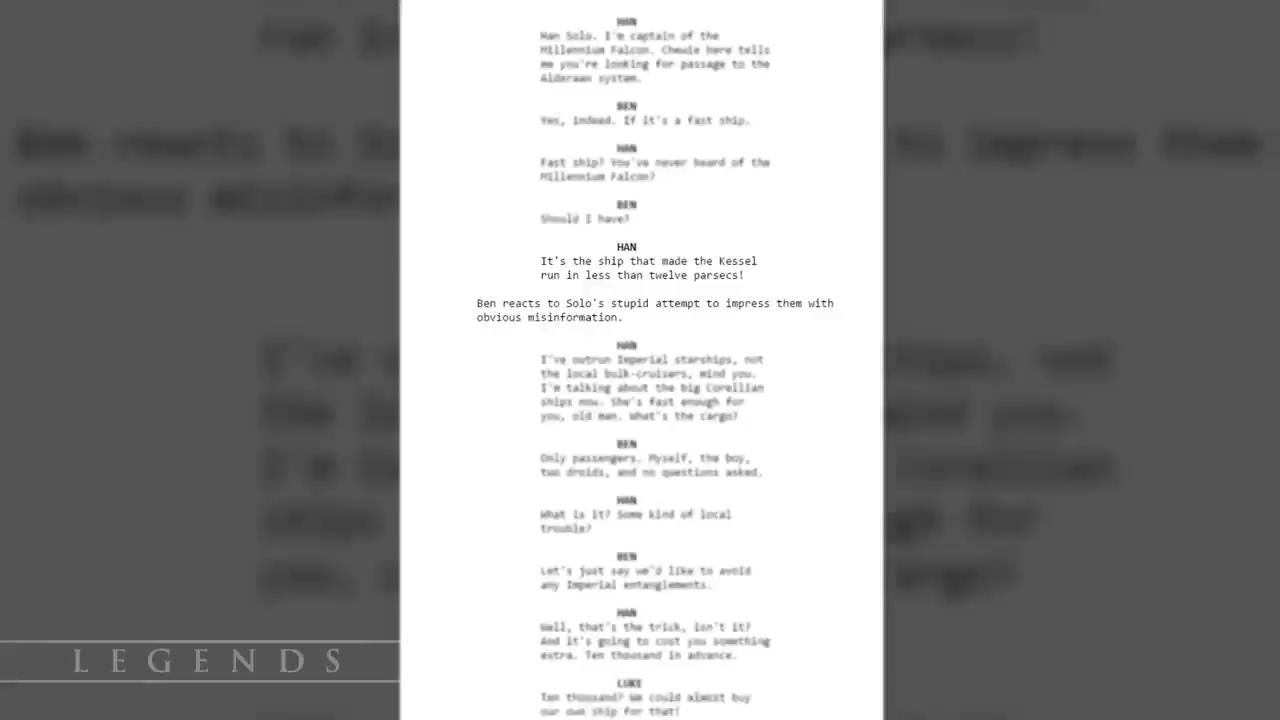 HAN
Han Solo. I'm captain of the
Millennium Falcon. Chewie here tells
me you're looking for passage to the
Alderaan system.
BEN
Yes, indeed. If it's a fast ship.
HAN
Fast ship? You've never heard of the
Millennium Falcon?
BEN
Should I have?
HAN
It's the ship that made the Kessel
run in less than twelve parsecs!
Ben reacts to Solo's stupid attempt to impress them with
obvious misinformation.
HAN
I've outrun Imperial starships, not
the local bulk-cruisers, mind you.
I'm talking about the big Corellian
ships now. She's fast enough for
you, old man. What's the cargo?
BEN
Only passengers. Myself, the boy,
two droids, and no questions asked.
HAN
What is it? Some kind of local
trouble?
BEN
Let's just say we'd like to avoid
any Imperial entanglements.
HAN
Well, that's the trick, isn't it?
And it's going to cost you something
extra. Ten thousand in advance.
LUKE
Ten thousand? We could almost buy
our own ship for that!
LEGENDS